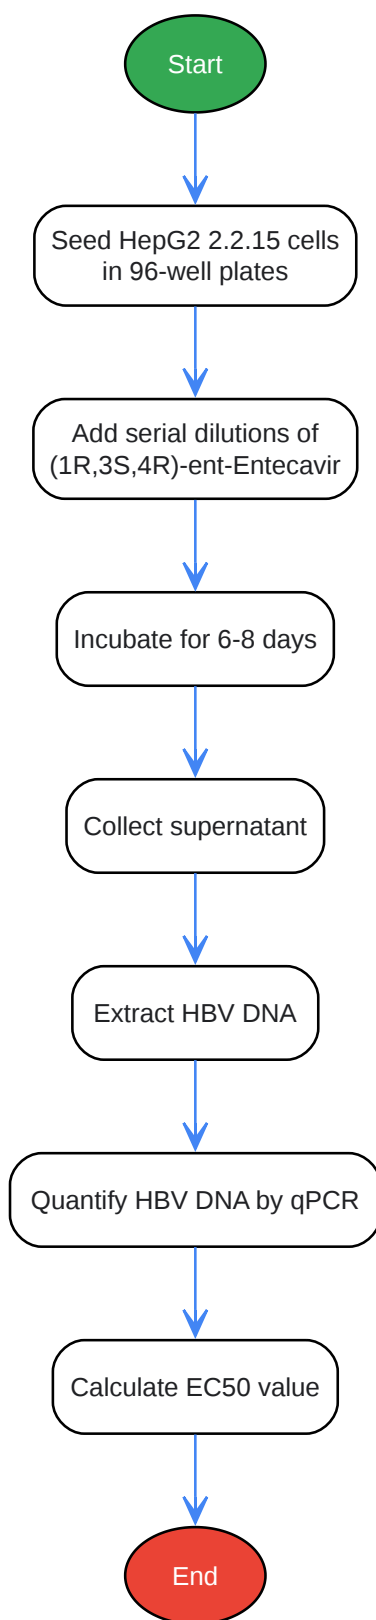 Start
Seed HepG2 2.2.15 cells
in 96-well plates
Add serial dilutions of
(1R,3S,4R)-ent-Entecavir
Incubate for 6-8 days
Collect supernatant
Extract HBV DNA
Quantify HBV DNA by qPCR
Calculate EC50 value
End